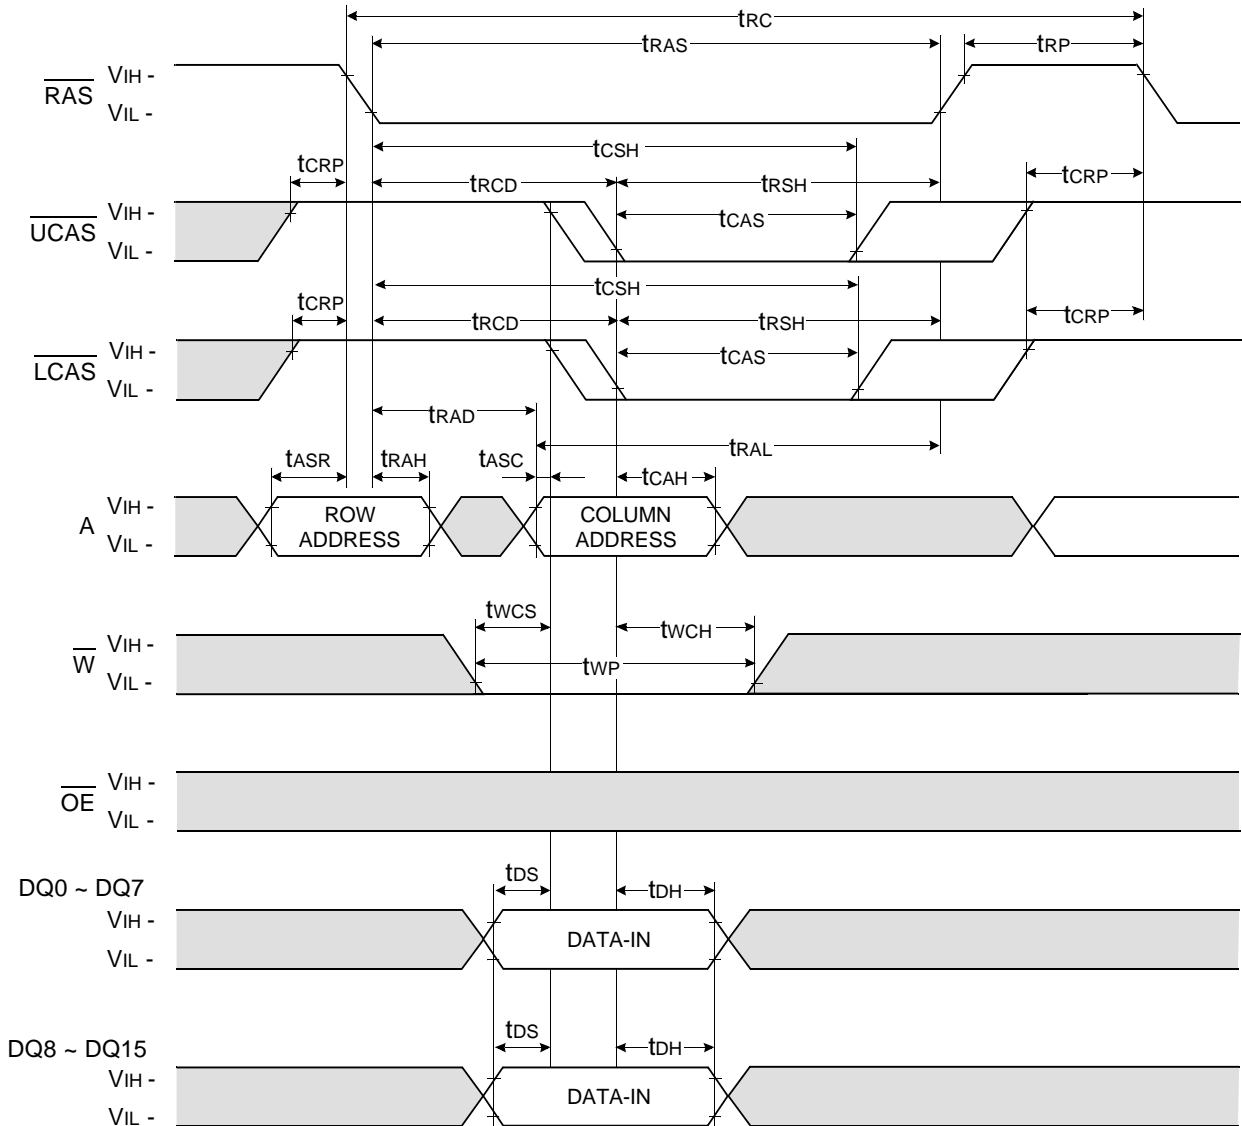 tRC
tRAS
tRP
RAS
VIH -
VIL -
tCSH
tCRP
tRCD
tRSH
tCRP
UCAS
VIH -
VIL -
tCAS
tCSH
tCRP
tRCD
tRSH
tCRP
LCAS
VIH -
VIL -
tCAS
tRAD
tRAL
tASR
tRAH
tASC
tCAH
A
VIH -
VIL -
ROW
ADDRESS
COLUMN
ADDRESS
tWCS
tWCH
W
VIH -
VIL -
tWP
OE
VIH -
VIL -
DQ0 ~ DQ7
tDS
tDH
VIH -
VIL -
DATA-IN
DQ8 ~ DQ15
tDS
tDH
VIH -
VIL -
DATA-IN